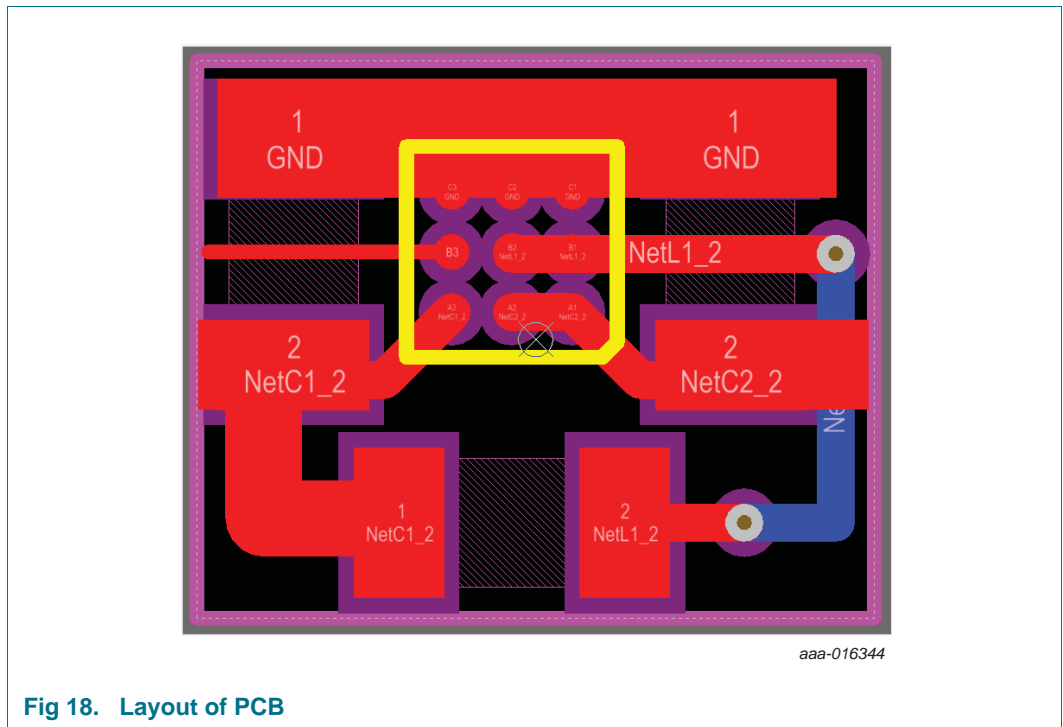 1
GND
1
GND
C3
GND
C2
GND
C1
GND
B3
B2
NetL1_2
B1
NetL1_2
NetL1_2
A3
NetC1_2
A2
NetC2_2
A1
NetC2_2
2
NetC1_2
2
NetC2_2
Ne
1
NetC1_2
2
NetL1_2
aaa-016344
Fig 18. Layout of PCB